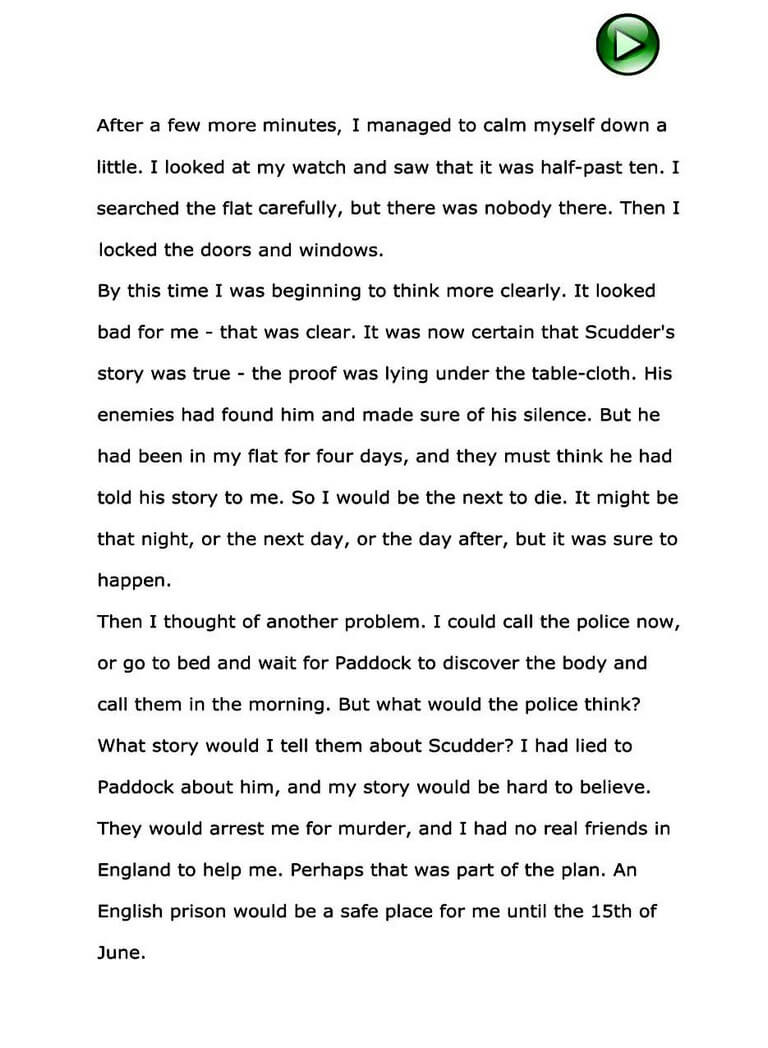 After a few more minutes, I managed to calm myself down a
little. I looked at my watch and saw that it was half-past ten. I
searched the flat carefully, but there was nobody there. Then I
locked the doors and windows.
By this time I was beginning to think more clearly. It looked
bad for me - that was clear. It was now certain that Scudder's
story was true - the proof was lying under the table-cloth. His
enemies had found him and made sure of his silence. But he
had been in my flat for four days, and they must think he had
told his story to me. So I would be the next to die. It might be
that night, or the next day, or the day after, but it was sure to
happen.
Then I thought of another problem. I could call the police now,
or go to bed and wait for Paddock to discover the body and
call them in the morning. But what would the police think?
What story would I tell them about Scudder? I had lied to
Paddock about him, and my story would be hard to believe.
They would arrest me for murder, and I had no real friends in
England to help me. Perhaps that was part of the plan. An
English prison would be a safe place for me until the 15th of
June.